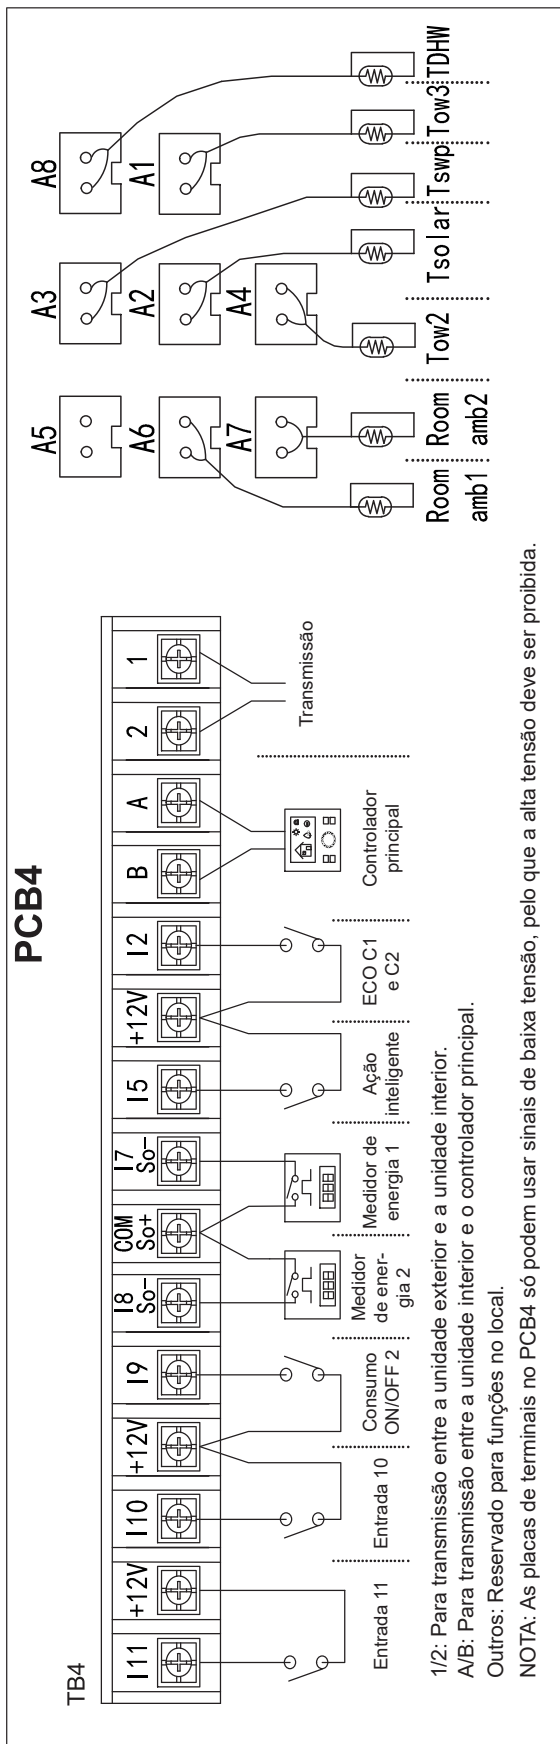 PCB4
TB4
I11
+12V
I10
+12V
I9
I8
So−
COM
So+
I7
So−
I5
+12V
I2
B
A
2
1
Entrada 11
Entrada 10
Consumo
ON/OFF 2
Medidor
de ener-
gia 2
Medidor de
energia 1
Ação
inteligente
ECO C1
e C2
Controlador
principal
Transmissão
A5
A6
A7
A3
A2
A4
A8
A1
Room
amb1
Room
amb2
Tow2
Tsolar
Tswp
Tow3
TDHW
1/2: Para transmissão entre a unidade exterior e a unidade interior.
A/B: Para transmissão entre a unidade interior e o controlador principal.
Outros: Reservado para funções no local.
NOTA: As placas de terminais no PCB4 só podem usar sinais de baixa tensão, pelo que a alta tensão deve ser proibida.